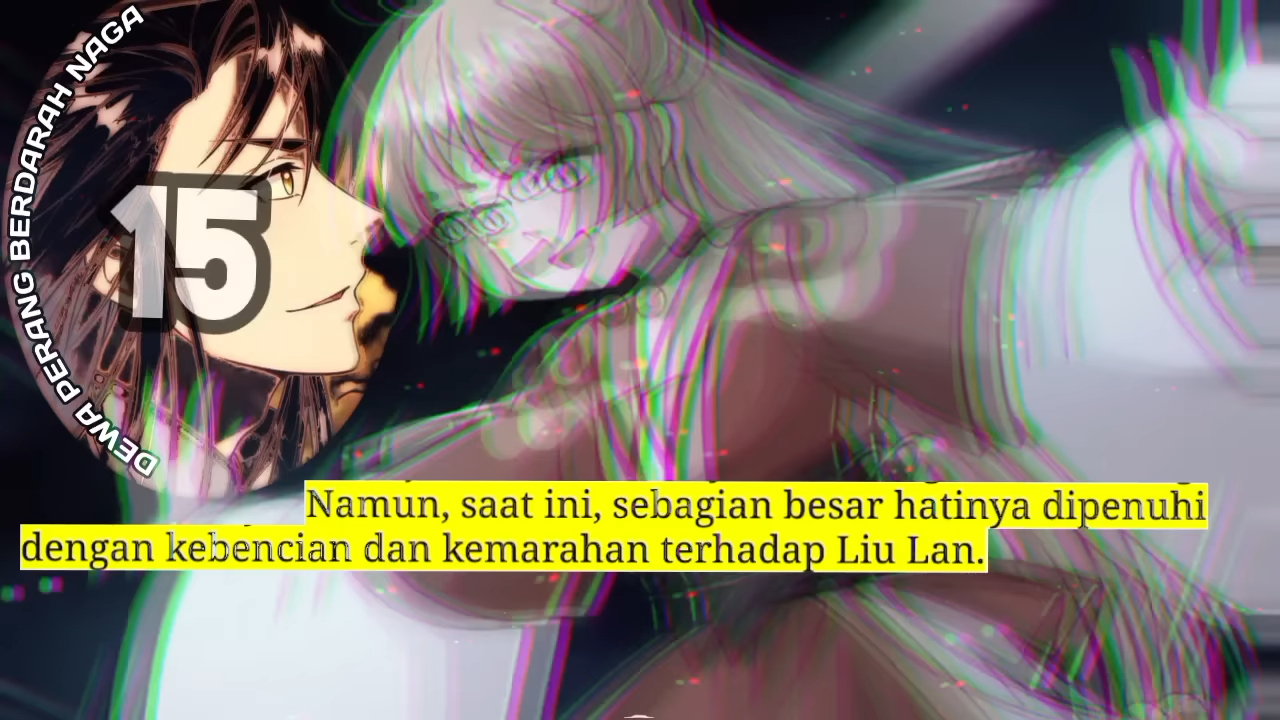 DEWA PERANG BERDARAH NAGA
15
Namun, saat ini, sebagian besar hatinya dipenuhi
dengan kebencian dan kemarahan terhadap Liu Lan.